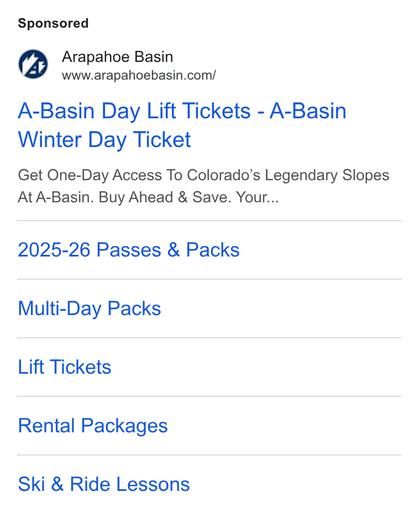 Sponsored
Arapahoe Basin
www.arapahoebasin.com/
A-Basin Day Lift Tickets - A-Basin
Winter Day Ticket
Get One-Day Access To Colorado’s Legendary Slopes
At A-Basin. Buy Ahead & Save. Your...
2025-26 Passes & Packs
Multi-Day Packs
Lift Tickets
Rental Packages
Ski & Ride Lessons